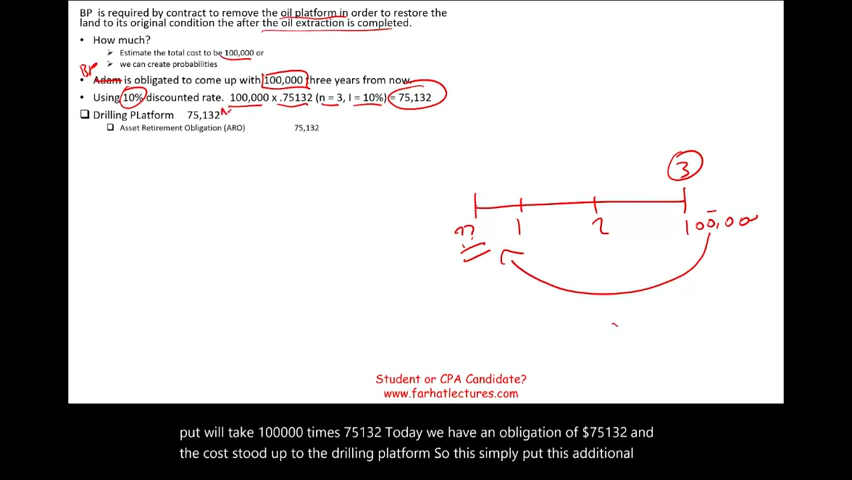 BP is required by contract to remove the oil platform in order to restore the
land to its original condition the after the oil extraction is completed.
• How much?
➢ Estimate the total cost to be 100,000 or
➢ we can create probabilities
BP
• Adam is obligated to come up with 100,000 three years from now.
• Using 10% discounted rate. 100,000 x .75132 (n = 3, I = 10%) = 75,132
❑ Drilling PLatform 75,132
❑ Asset Retirement Obligation (ARO) 75,132
3
?? 1 2 100,00
Student or CPA Candidate?
www.farhatlectures.com
put will take 100000 times 75132 Today we have an obligation of $75132 and
the cost stood up to the drilling platform So this simply put this additional